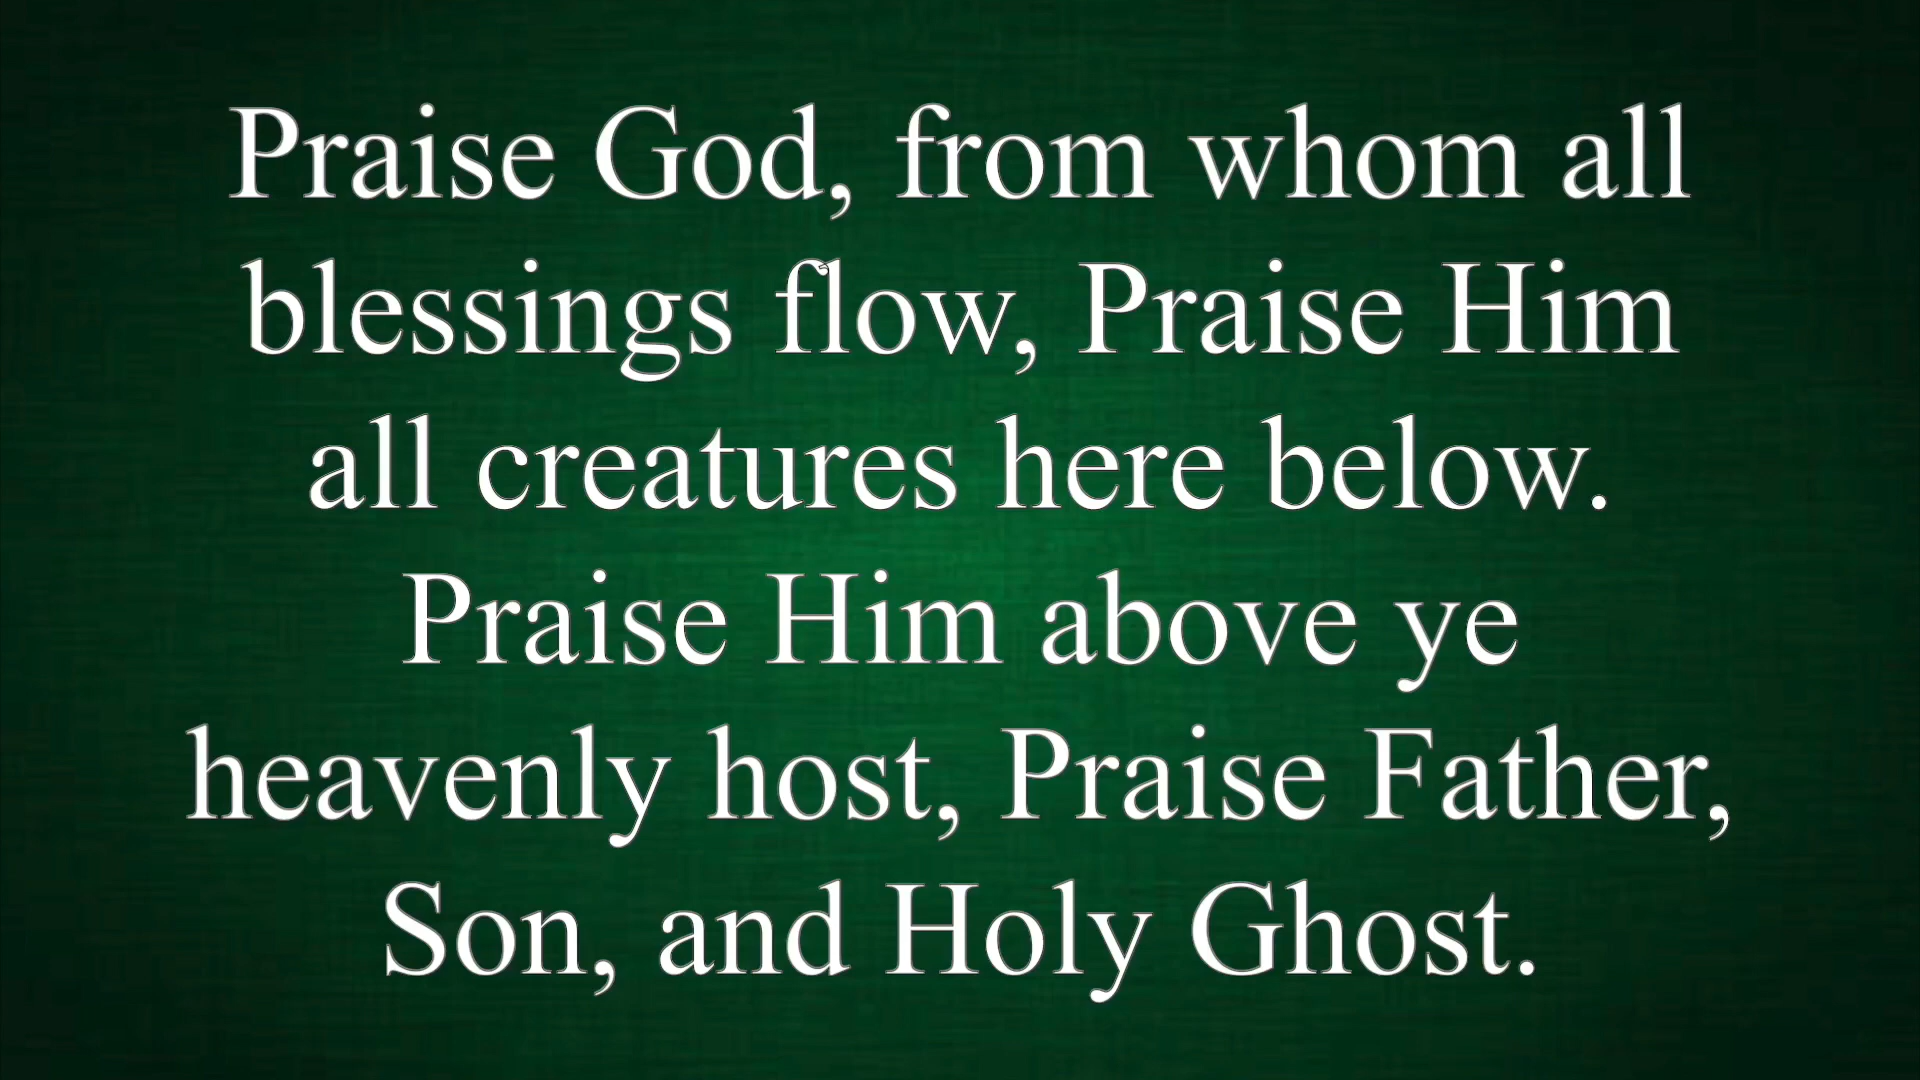 Praise God, from whom all
blessings flow, Praise Him
all creatures here below.
Praise Him above ye
heavenly host, Praise Father,
Son, and Holy Ghost.